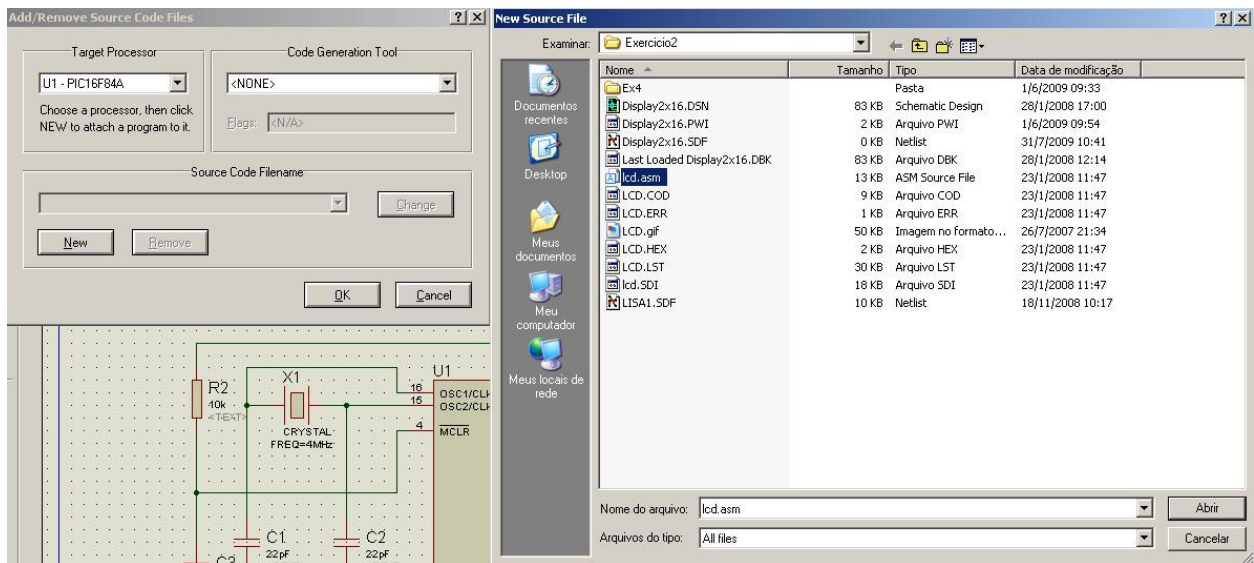 Add/Remove Source Code Files
Target Processor
U1 - PIC16F84A
Choose a processor, then click
NEW to attach a program to it.
Code Generation Tool
<NONE>
Flags: <N/A>
Source Code Filename
Change
New
Remove
OK
Cancel
R2
10k
<TEXT>
X1
CRYSTAL
FREQ=4MHz
U1
16
15
4
OSC1/CL
OSC2/CL
MCLR
C1
22pF
C2
22pF
New Source File
Examinar: Exercicio2
Documentos
recentes
Desktop
Meus
documentos
Meu
computador
Meus locais de
rede
Nome Tamanho Tipo Data de modificação
Ex4 Pasta 1/6/2009 09:33
Display2x16.DSN 83 KB Schematic Design 28/1/2008 17:00
Display2x16.PWI 2 KB Arquivo PWI 1/6/2009 09:54
Display2x16.SDF 0 KB Netlist 31/7/2009 10:41
Last Loaded Display2x16.DBK 83 KB Arquivo DBK 28/1/2008 12:14
lcd.asm 13 KB ASM Source File 23/1/2008 11:47
LCD.COD 9 KB Arquivo COD 23/1/2008 11:47
LCD.ERR 1 KB Arquivo ERR 23/1/2008 11:47
LCD.gif 50 KB Imagem no formato... 26/7/2007 21:34
LCD.HEX 2 KB Arquivo HEX 23/1/2008 11:47
LCD.LST 30 KB Arquivo LST 23/1/2008 11:47
lcd.SDI 18 KB Arquivo SDI 23/1/2008 11:47
LISA1.SDF 10 KB Netlist 18/11/2008 10:17
Nome do arquivo: lcd.asm Abrir
Arquivos do tipo: All files Cancelar